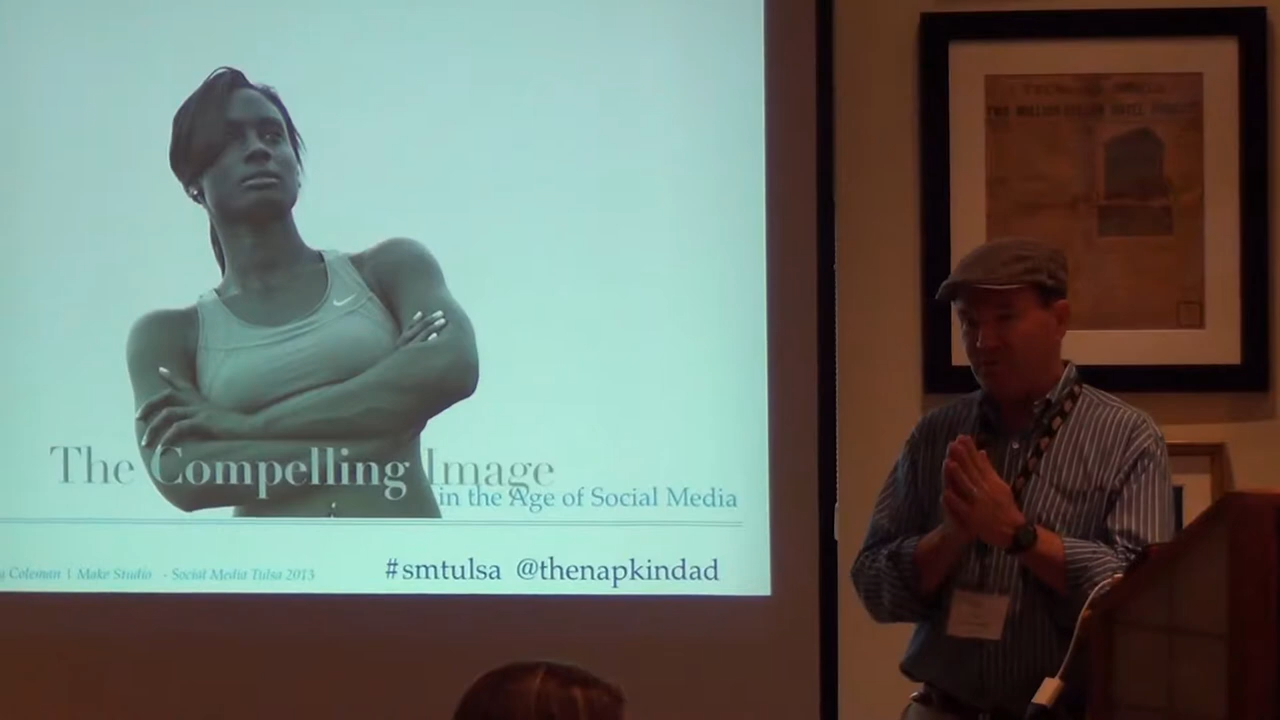 The Compelling Image
in the Age of Social Media
Coleman | Make Studio - Social Media Tulsa 2013
#smtulsa @thenapkindad